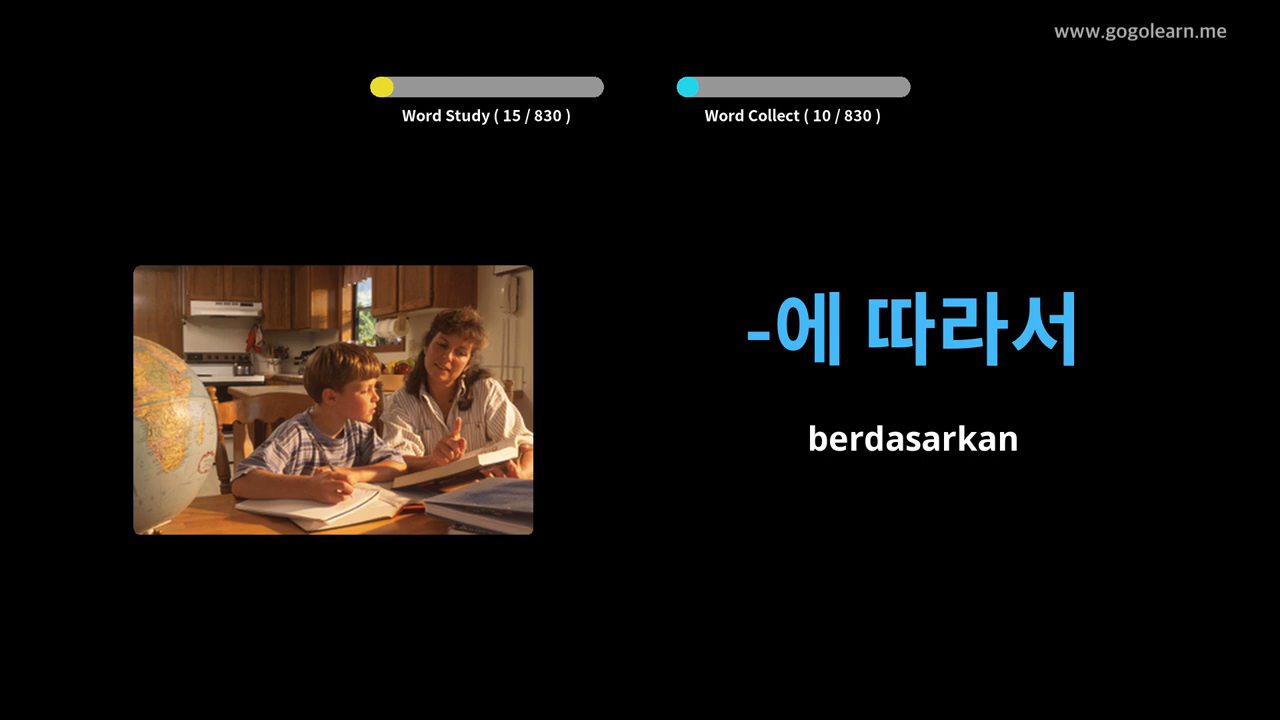 www.gogolearn.me
Word Study ( 15 / 830 )
Word Collect ( 10 / 830 )
-에 따라서
berdasarkan